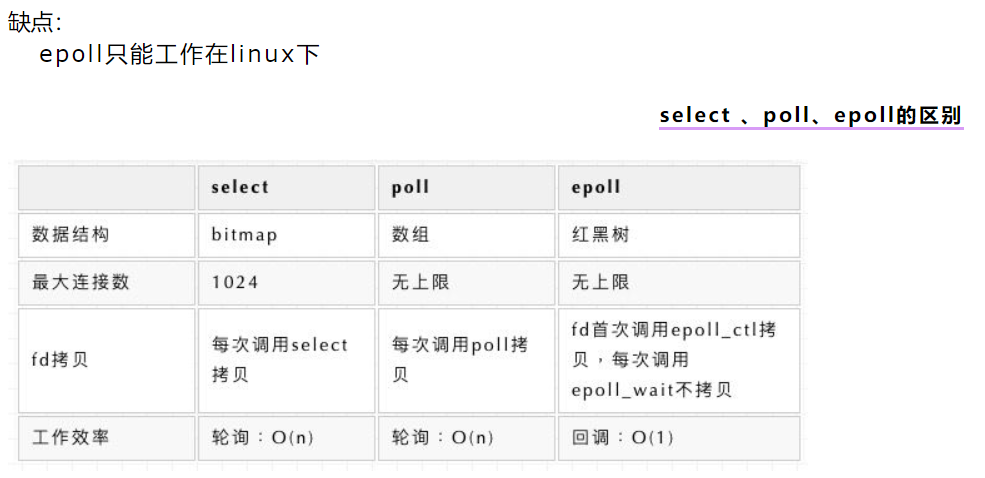 缺点:
epoll只能工作在linux下
select 、poll、epoll的区别
select poll epoll
数据结构 bitmap 数组 红黑树
最大连接数 1024 无上限 无上限
fd拷贝 每次调用select拷贝 每次调用poll拷贝 fd首次调用epoll_ctl拷贝，每次调用epoll_wait不拷贝
工作效率 轮询：O(n) 轮询：O(n) 回调：O(1)